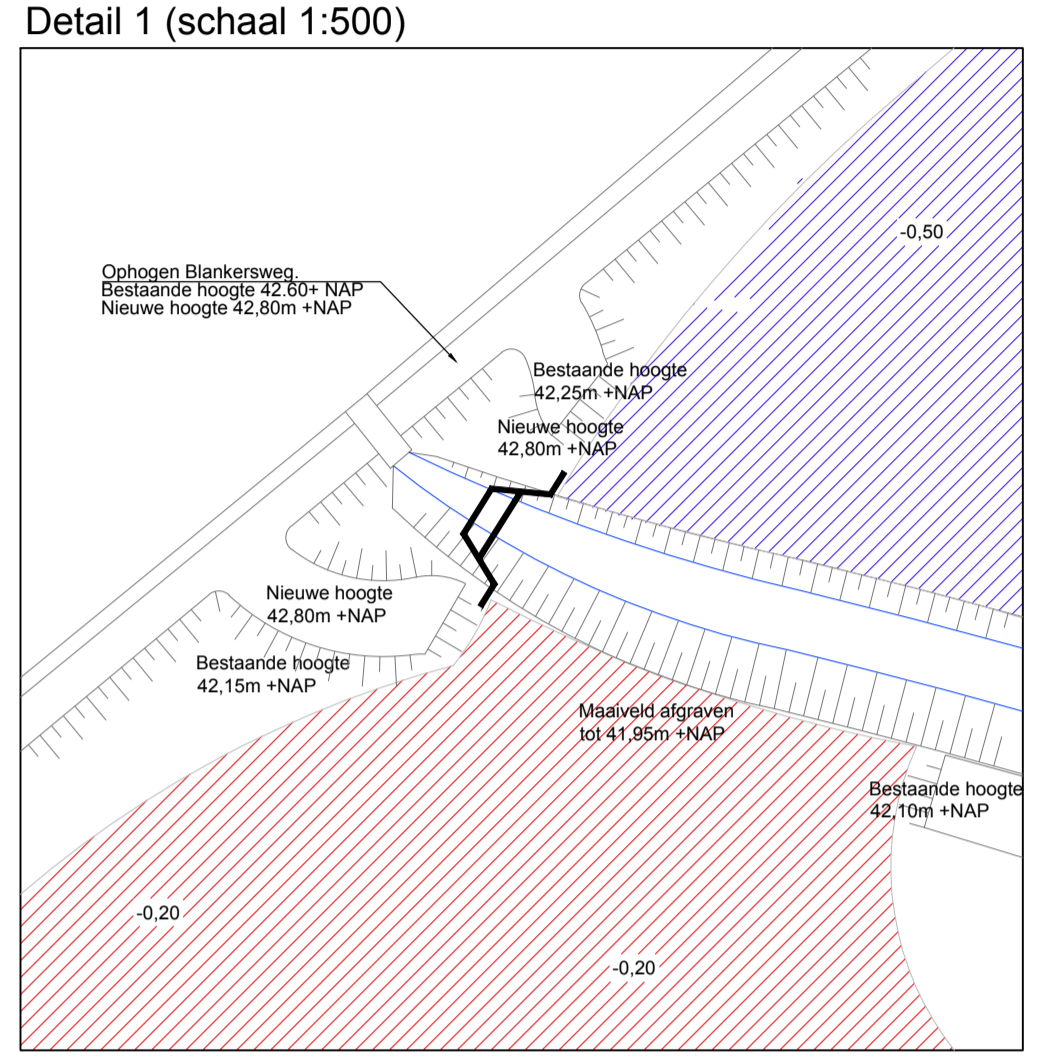 Detail 1 (schaal 1:500)
-0,50
Ophogen Blankersweg.
Bestaande hoogte 42.60+ NAP
Nieuwe hoogte 42,80m +NAP
Bestaande hoogte
42,25m +NAP
Nieuwe hoogte
42,80m +NAP
Nieuwe hoogte
42,80m +NAP
Bestaande hoogte
42,15m +NAP
Maaiveld afgraven
tot 41,95m +NAP
Bestaande hoogte
42,10m +NAP
-0,20
-0,20